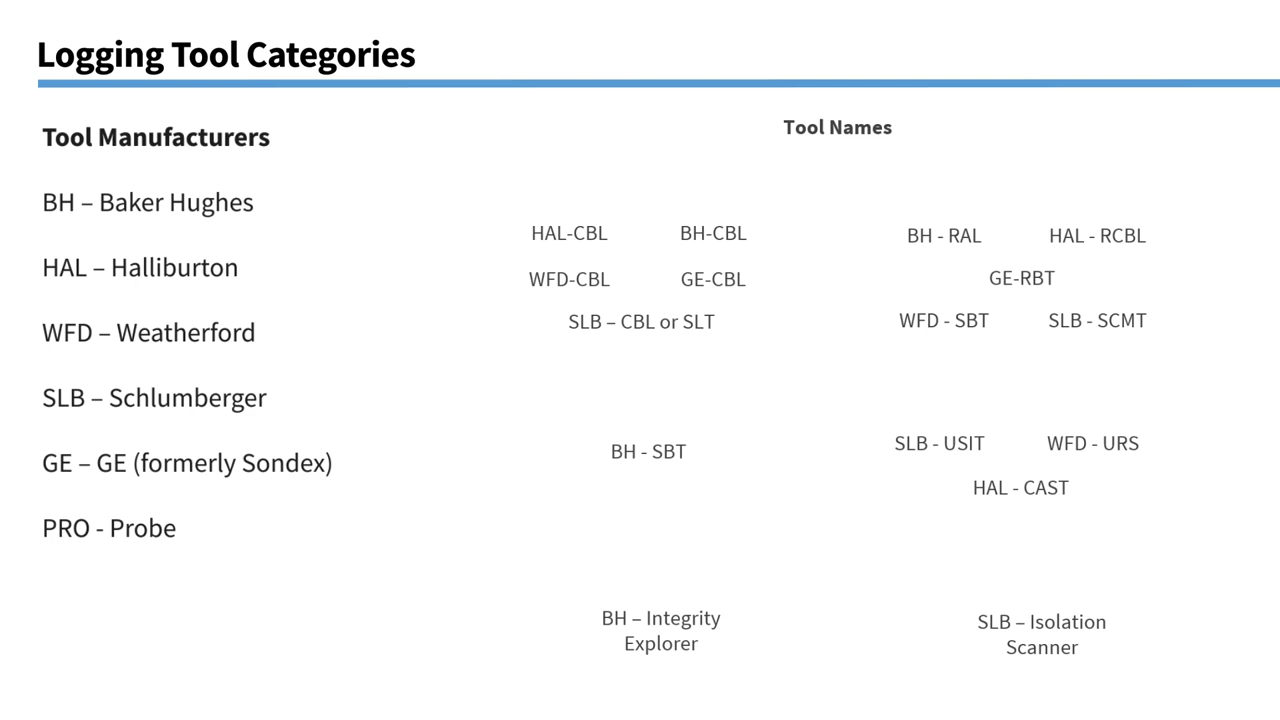 Logging Tool Categories
Tool Manufacturers
BH – Baker Hughes
HAL – Halliburton
WFD – Weatherford
SLB – Schlumberger
GE – GE (formerly Sondex)
PRO - Probe
Tool Names
HAL-CBL BH-CBL
WFD-CBL GE-CBL
SLB – CBL or SLT
BH - RAL HAL - RCBL
GE-RBT
WFD - SBT SLB - SCMT
BH - SBT
SLB - USIT WFD - URS
HAL - CAST
BH – Integrity
Explorer
SLB – Isolation
Scanner